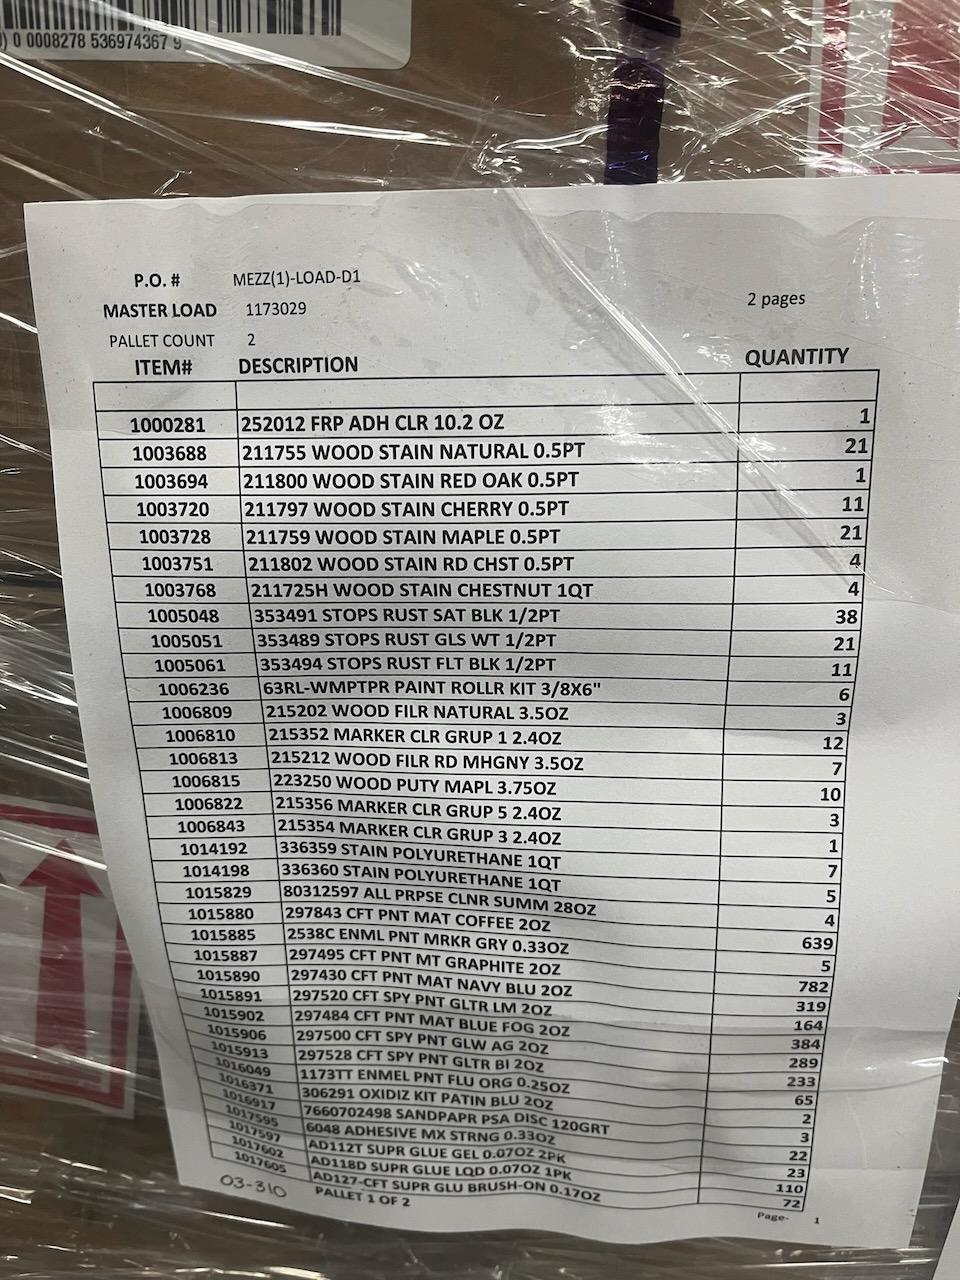 ) 0 0008278 536974367 9
P.O. # MEZZ(1)-LOAD-D1
MASTER LOAD 1173029 2 pages
PALLET COUNT 2
ITEM# DESCRIPTION QUANTITY
1000281 252012 FRP ADH CLR 10.2 OZ 1
1003688 211755 WOOD STAIN NATURAL 0.5PT 21
1003694 211800 WOOD STAIN RED OAK 0.5PT 1
1003720 211797 WOOD STAIN CHERRY 0.5PT 11
1003728 211759 WOOD STAIN MAPLE 0.5PT 21
1003751 211802 WOOD STAIN RD CHST 0.5PT 4
1003768 211725H WOOD STAIN CHESTNUT 1QT 4
1005048 353491 STOPS RUST SAT BLK 1/2PT 38
1005051 353489 STOPS RUST GLS WT 1/2PT 21
1005061 353494 STOPS RUST FLT BLK 1/2PT 11
1006236 63RL-WMPTPR PAINT ROLLR KIT 3/8X6" 6
1006809 215202 WOOD FILR NATURAL 3.5OZ 3
1006810 215352 MARKER CLR GRUP 1 2.4OZ 12
1006813 215212 WOOD FILR RD MHGNY 3.5OZ 7
1006815 223250 WOOD PUTY MAPL 3.75OZ 10
1006822 215356 MARKER CLR GRUP 5 2.4OZ 3
1006843 215354 MARKER CLR GRUP 3 2.4OZ 1
1014192 336359 STAIN POLYURETHANE 1QT 7
1014198 336360 STAIN POLYURETHANE 1QT 5
1015829 80312597 ALL PRPSE CLNR SUMM 28OZ 4
1015880 297843 CFT PNT MAT COFFEE 2OZ 639
1015885 2538C ENML PNT MRKR GRY 0.33OZ 5
1015887 297495 CFT PNT MT GRAPHITE 2OZ 782
1015890 297430 CFT PNT MAT NAVY BLU 2OZ 319
1015891 297520 CFT SPY PNT GLTR LM 2OZ 164
1015902 297484 CFT PNT MAT BLUE FOG 2OZ 384
1015906 297500 CFT SPY PNT GLW AG 2OZ 289
1015913 297528 CFT SPY PNT GLTR BI 2OZ 233
1016049 1173TT ENMEL PNT FLU ORG 0.25OZ 65
1016371 306291 OXIDIZ KIT PATIN BLU 2OZ 2
1016917 7660702498 SANDPAPR PSA DISC 120GRT 3
1017595 6048 ADHESIVE MX STRNG 0.33OZ 22
1017597 AD112T SUPR GLUE GEL 0.07OZ 2PK 23
1017602 AD118D SUPR GLUE LQD 0.07OZ 1PK 110
1017605 AD127-CFT SUPR GLU BRUSH-ON 0.17OZ 72
03-310 PALLET 1 OF 2
Page- 1